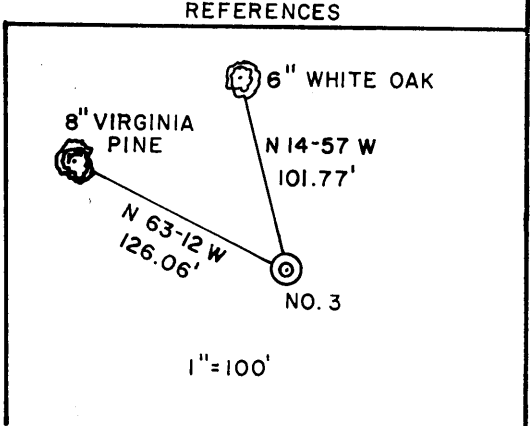 REFERENCES
6" WHITE OAK
8" VIRGINIA
PINE
N 14-57 W
101.77'
N 63-12 W
126.06'
NO. 3
1"=100'